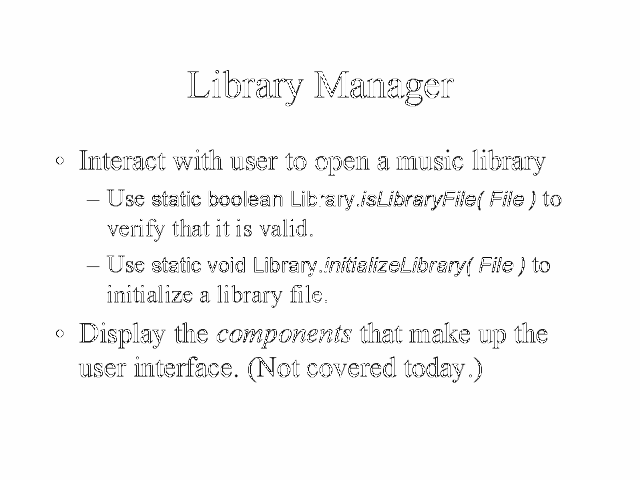 Library Manager
• Interact with user to open a music library
– Use static boolean Library.isLibraryFile( File ) to
verify that it is valid.
– Use static void Library.initializeLibrary( File ) to
initialize a library file.
• Display the components that make up the
user interface. (Not covered today.)